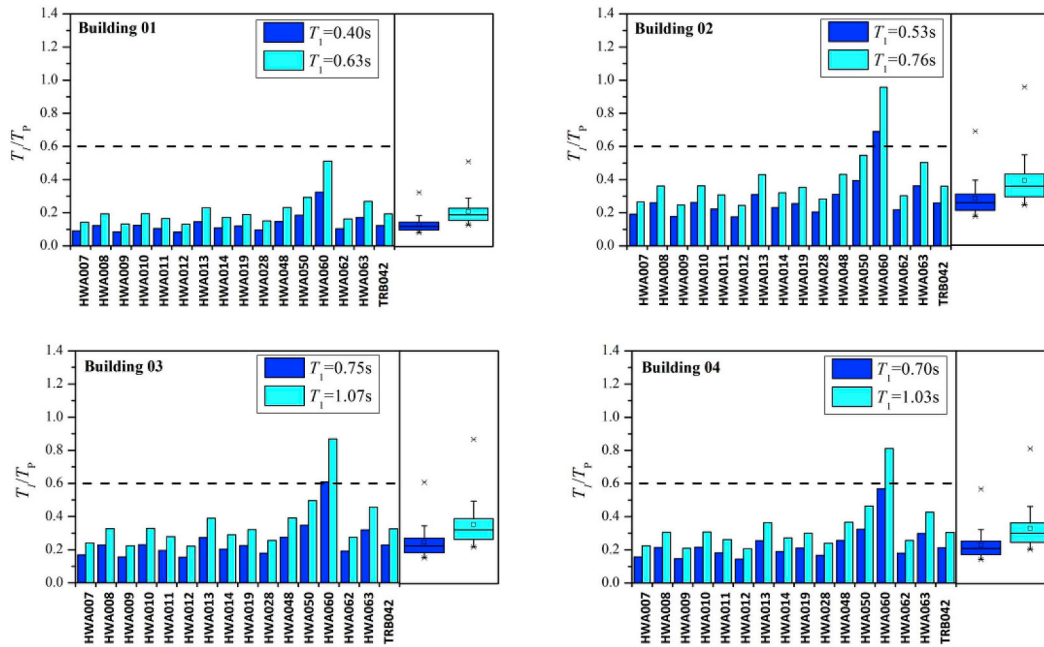 Building 01
T1=0.40s
T1=0.63s
TI/TP
1.4
1.2
1.0
0.8
0.6
0.4
0.2
0.0
HWA007
HWA008
HWA009
HWA010
HWA011
HWA012
HWA013
HWA014
HWA019
HWA028
HWA048
HWA050
HWA060
HWA062
HWA063
TRB042
Building 02
T1=0.53s
T1=0.76s
TI/TP
1.4
1.2
1.0
0.8
0.6
0.4
0.2
0.0
HWA007
HWA008
HWA009
HWA010
HWA011
HWA012
HWA013
HWA014
HWA019
HWA028
HWA048
HWA050
HWA060
HWA062
HWA063
TRB042
Building 03
T1=0.75s
T1=1.07s
TI/TP
1.4
1.2
1.0
0.8
0.6
0.4
0.2
0.0
HWA007
HWA008
HWA009
HWA010
HWA011
HWA012
HWA013
HWA014
HWA019
HWA028
HWA048
HWA050
HWA060
HWA062
HWA063
TRB042
Building 04
T1=0.70s
T1=1.03s
TI/TP
1.4
1.2
1.0
0.8
0.6
0.4
0.2
0.0
HWA007
HWA008
HWA009
HWA010
HWA011
HWA012
HWA013
HWA014
HWA019
HWA028
HWA048
HWA050
HWA060
HWA062
HWA063
TRB042